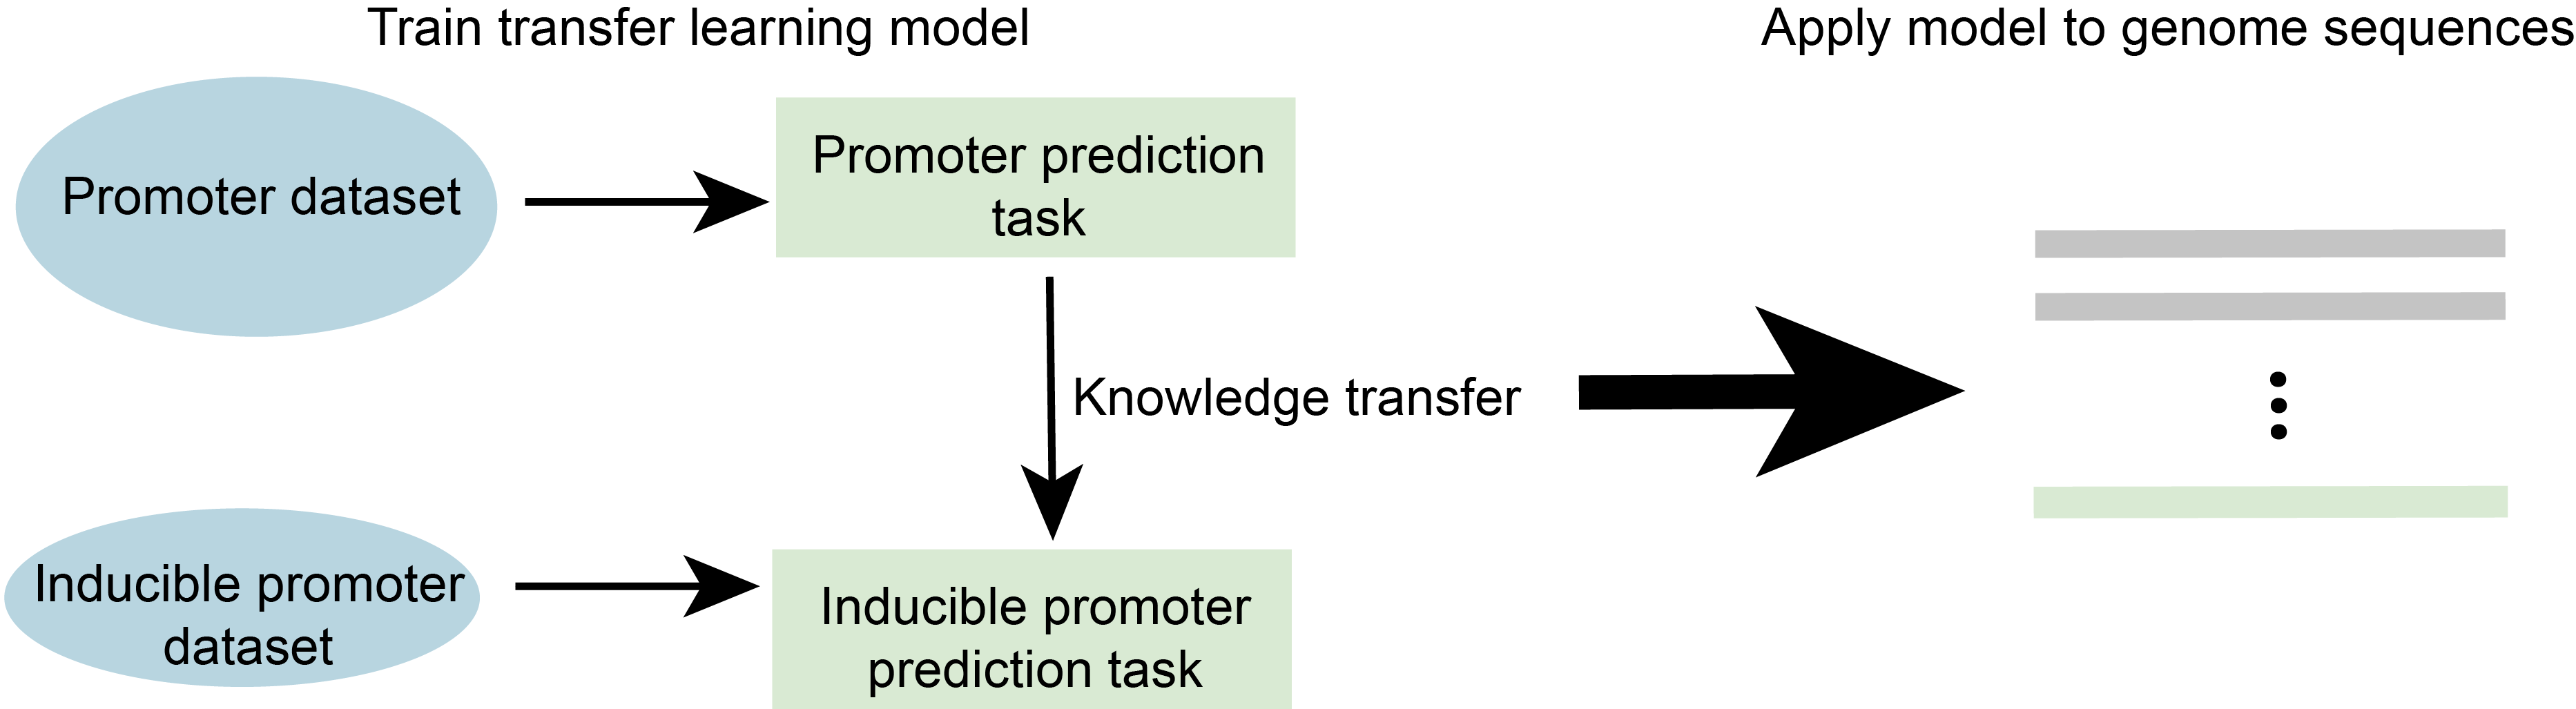 Train transfer learning model
Apply model to genome sequences
Promoter dataset
Promoter prediction
task
Knowledge transfer
Inducible promoter
dataset
Inducible promoter
prediction task